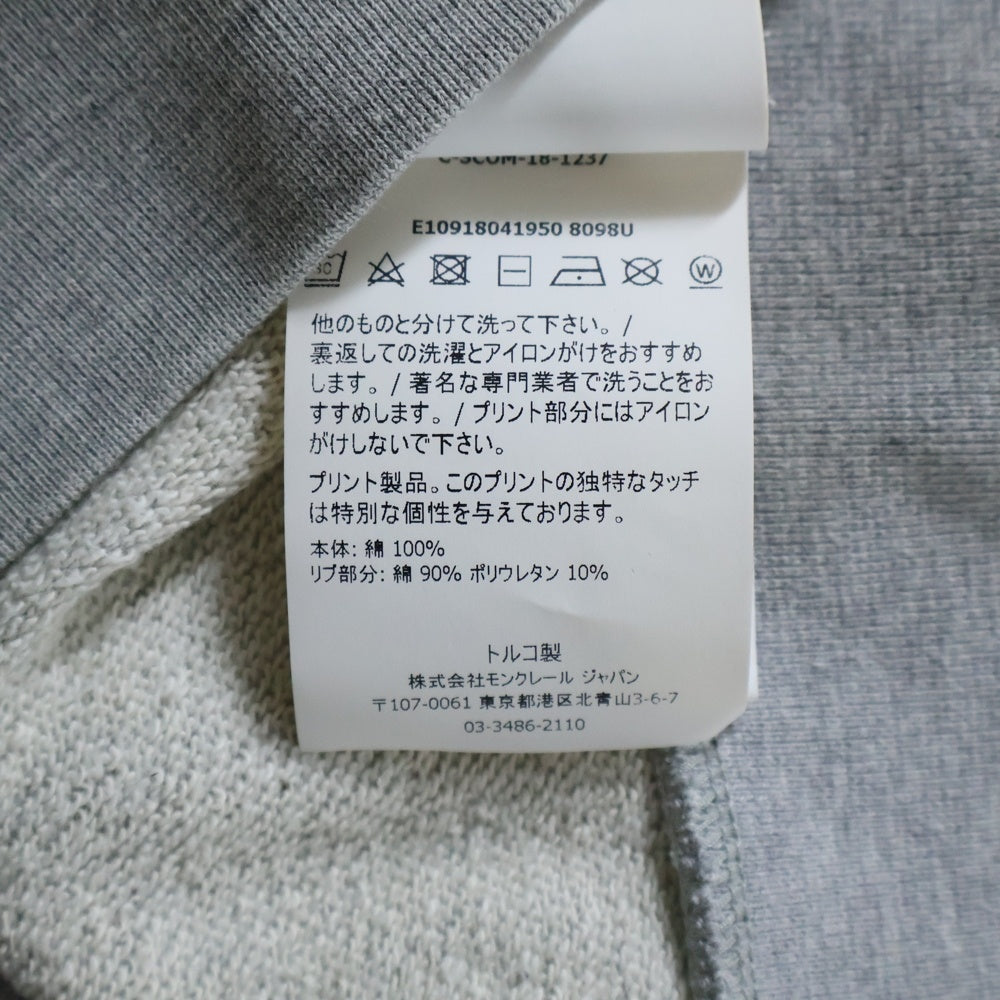 C-SCOM-18-1237
E10918041950 8098U
W
他のものと分けて洗って下さい。 /
裏返しての洗濯とアイロンがけをおすすめ
します。 / 著名な専門業者で洗うことをお
すすめします。 / プリント部分にはアイロン
がけしないで下さい。
プリント製品。このプリントの独特なタッチ
は特別な個性を与えております。
本体: 綿 100%
リブ部分: 綿 90% ポリウレタン 10%
トルコ製
株式会社モンクレール ジャパン
〒107-0061 東京都港区北青山3-6-7
03-3486-2110